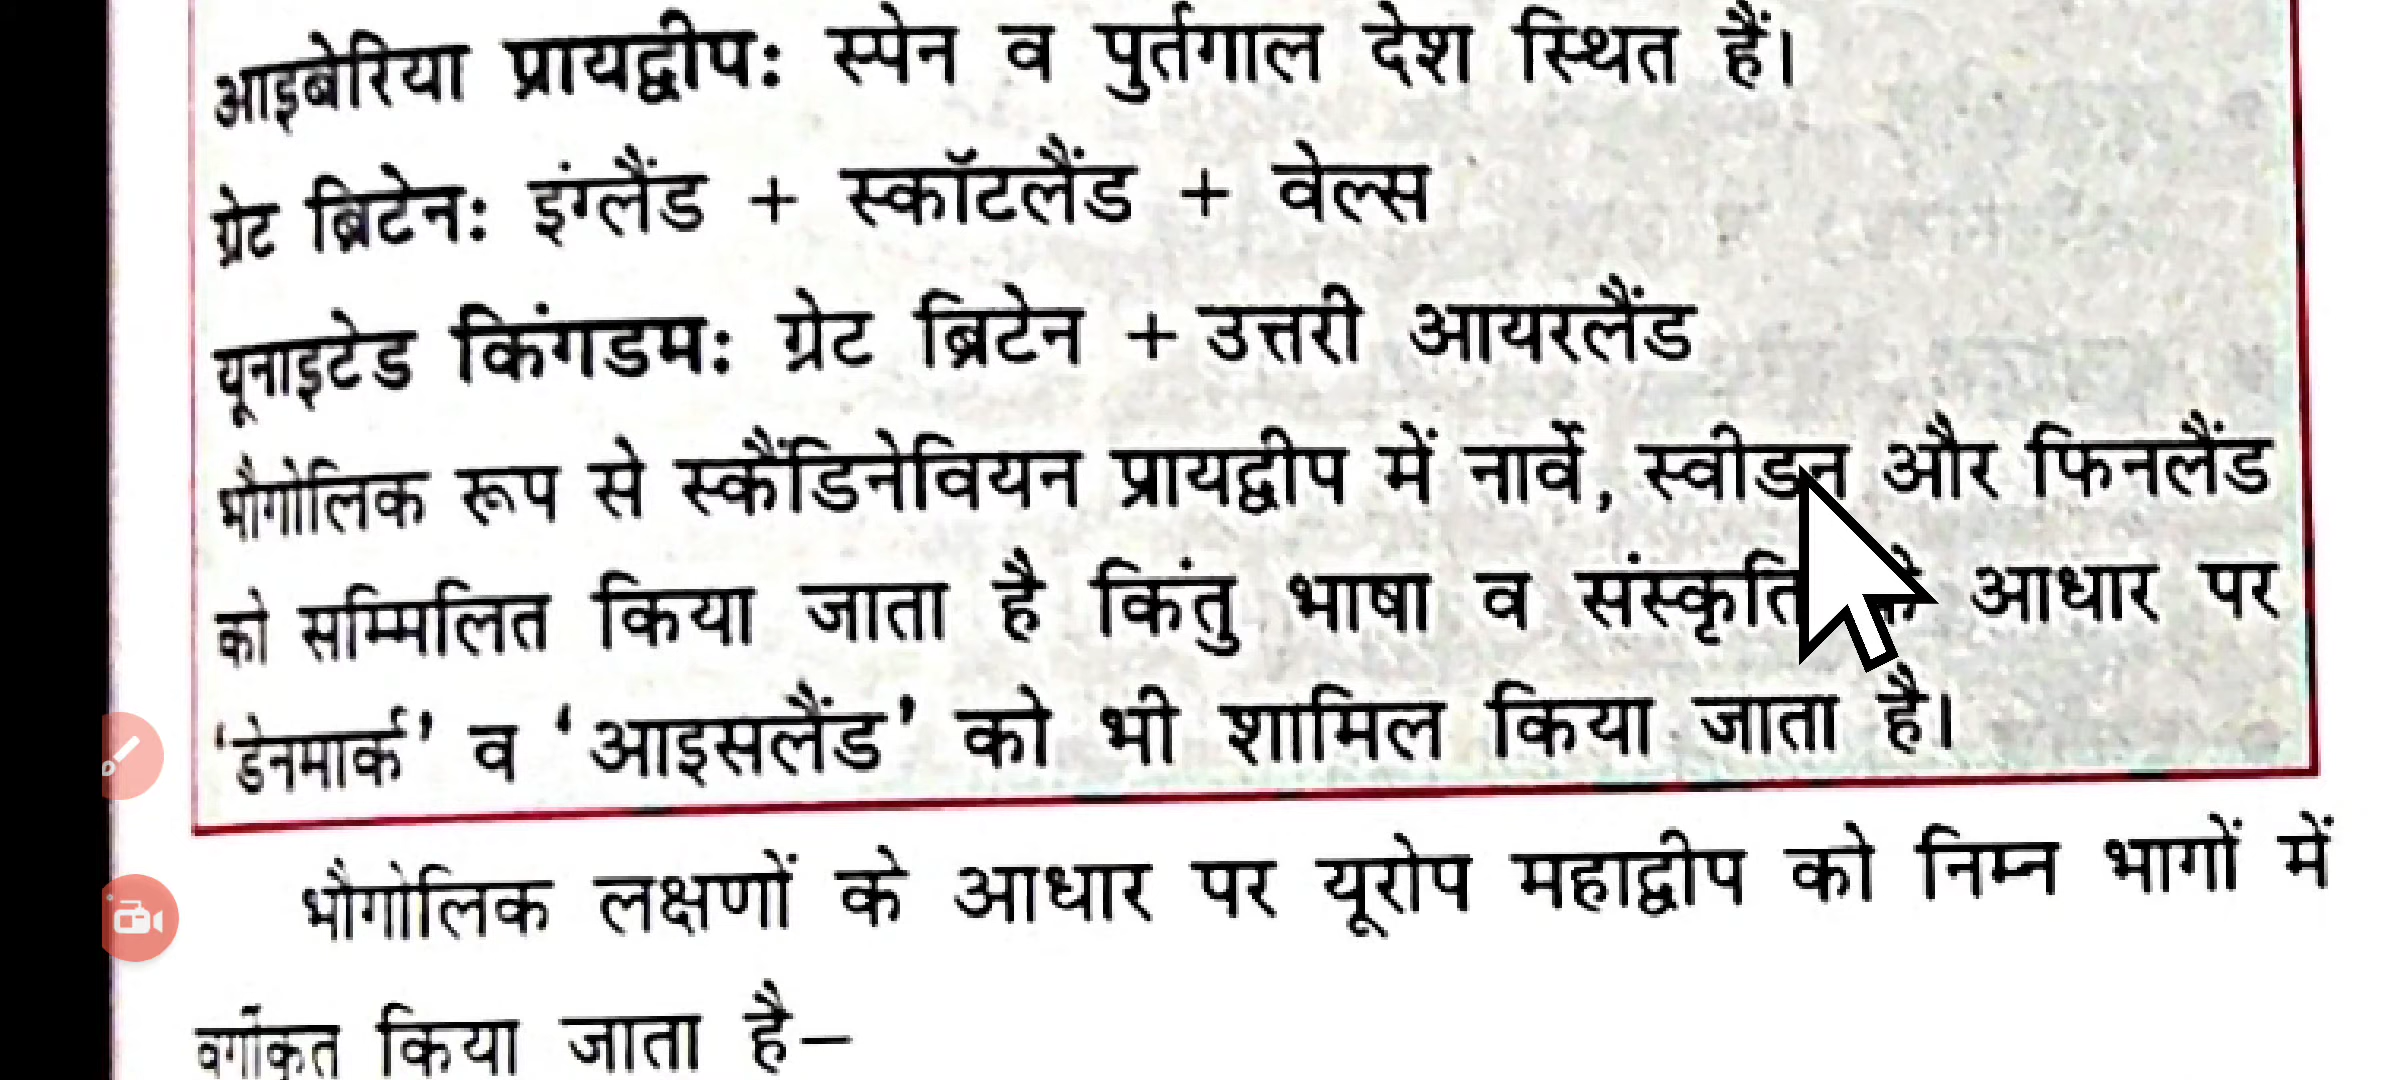 आइबेरिया प्रायद्वीपः स्पेन व पुर्तगाल देश स्थित हैं।
ग्रेट ब्रिटेनः इंग्लैंड + स्कॉटलैंड + वेल्स
यूनाइटेड किंगडमः ग्रेट ब्रिटेन + उत्तरी आयरलैंड
भौगोलिक रूप से स्कैंडिनेवियन प्रायद्वीप में नार्वे, स्वीडन और फिनलैंड
को सम्मिलित किया जाता है किंतु भाषा व संस्कृति के आधार पर
‘डेनमार्क’ व ‘आइसलैंड’ को भी शामिल किया जाता है।
भौगोलिक लक्षणों के आधार पर यूरोप महाद्वीप को निम्न भागों में
वर्गीकृत किया जाता है–